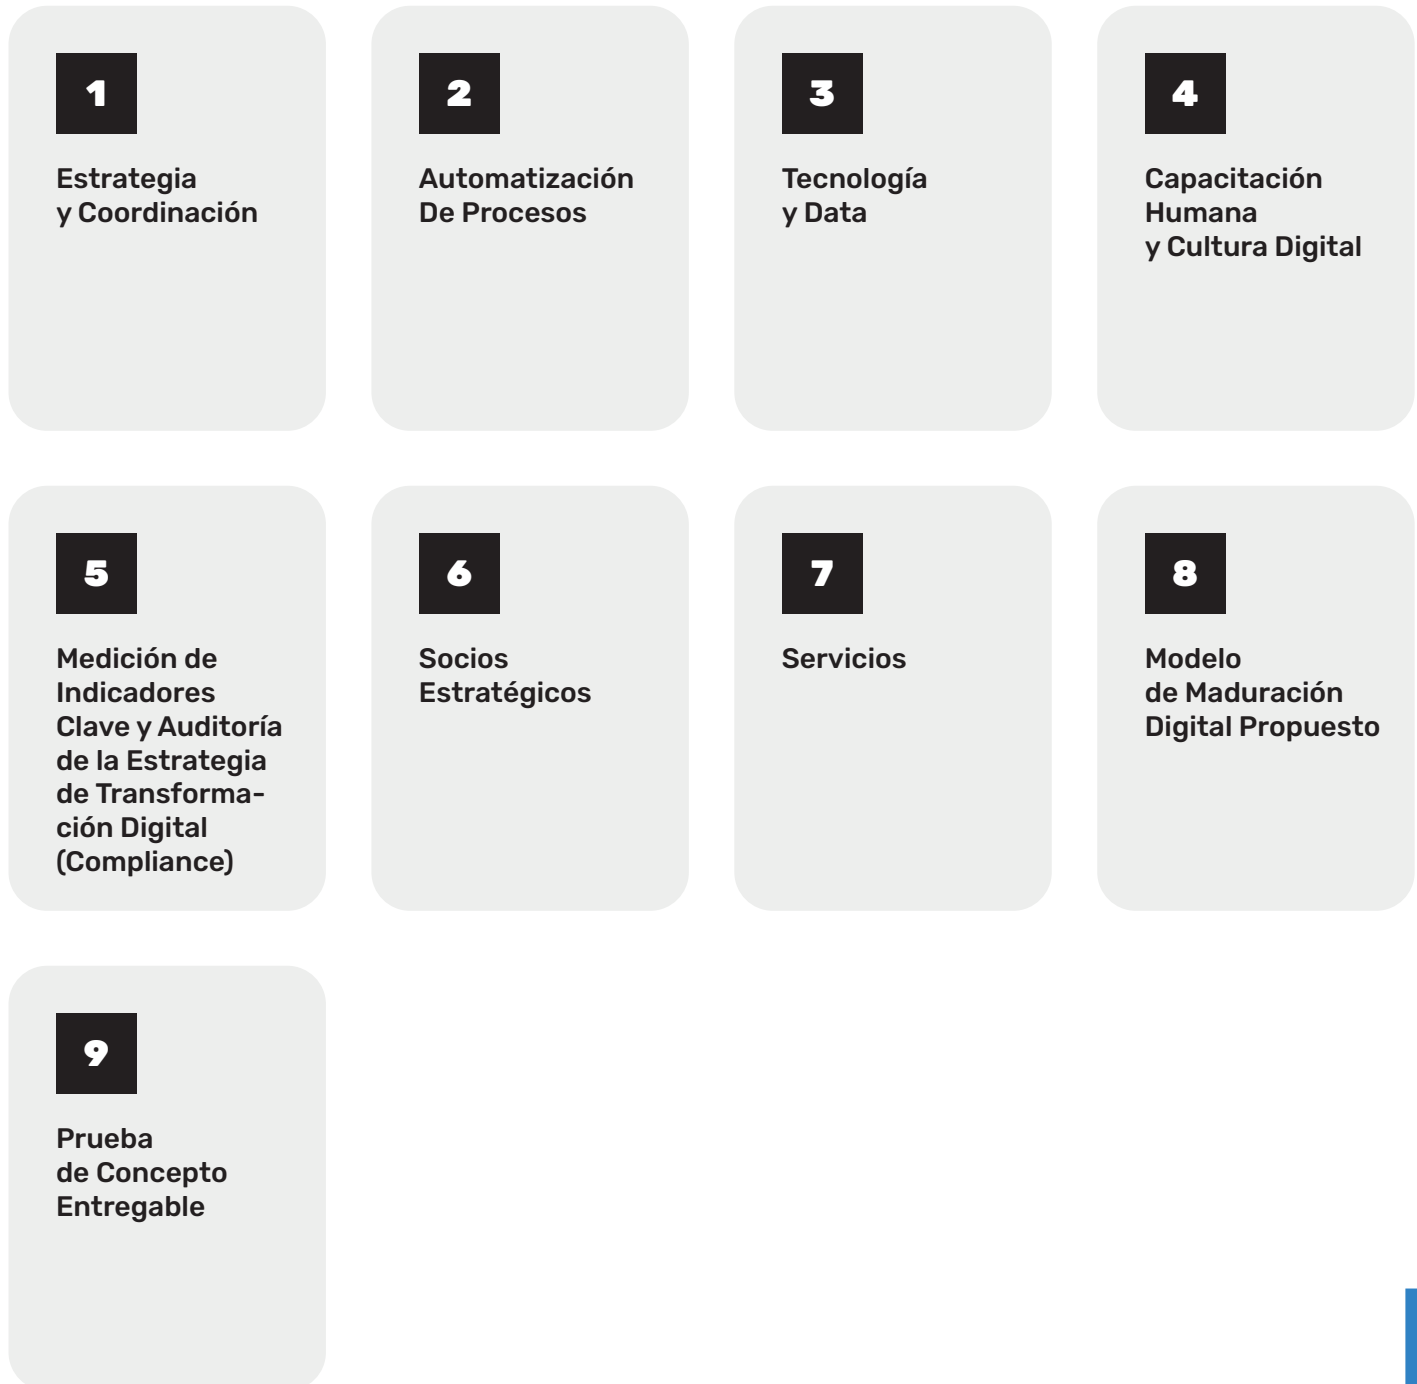 1
Estrategia
y Coordinación
2
Automatización
De Procesos
3
Tecnología
y Data
4
Capacitación
Humana
y Cultura Digital
5
Medición de
Indicadores
Clave y Auditoría
de la Estrategia
de Transforma-
ción Digital
(Compliance)
6
Socios
Estratégicos
7
Servicios
8
Modelo
de Maduración
Digital Propuesto
9
Prueba
de Concepto
Entregable